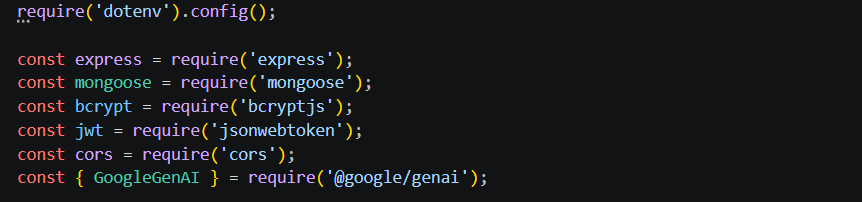 require('dotenv').config();
const express = require('express');
const mongoose = require('mongoose');
const bcrypt = require('bcryptjs');
const jwt = require('jsonwebtoken');
const cors = require('cors');
const { GoogleGenAI } = require('@google/genai');